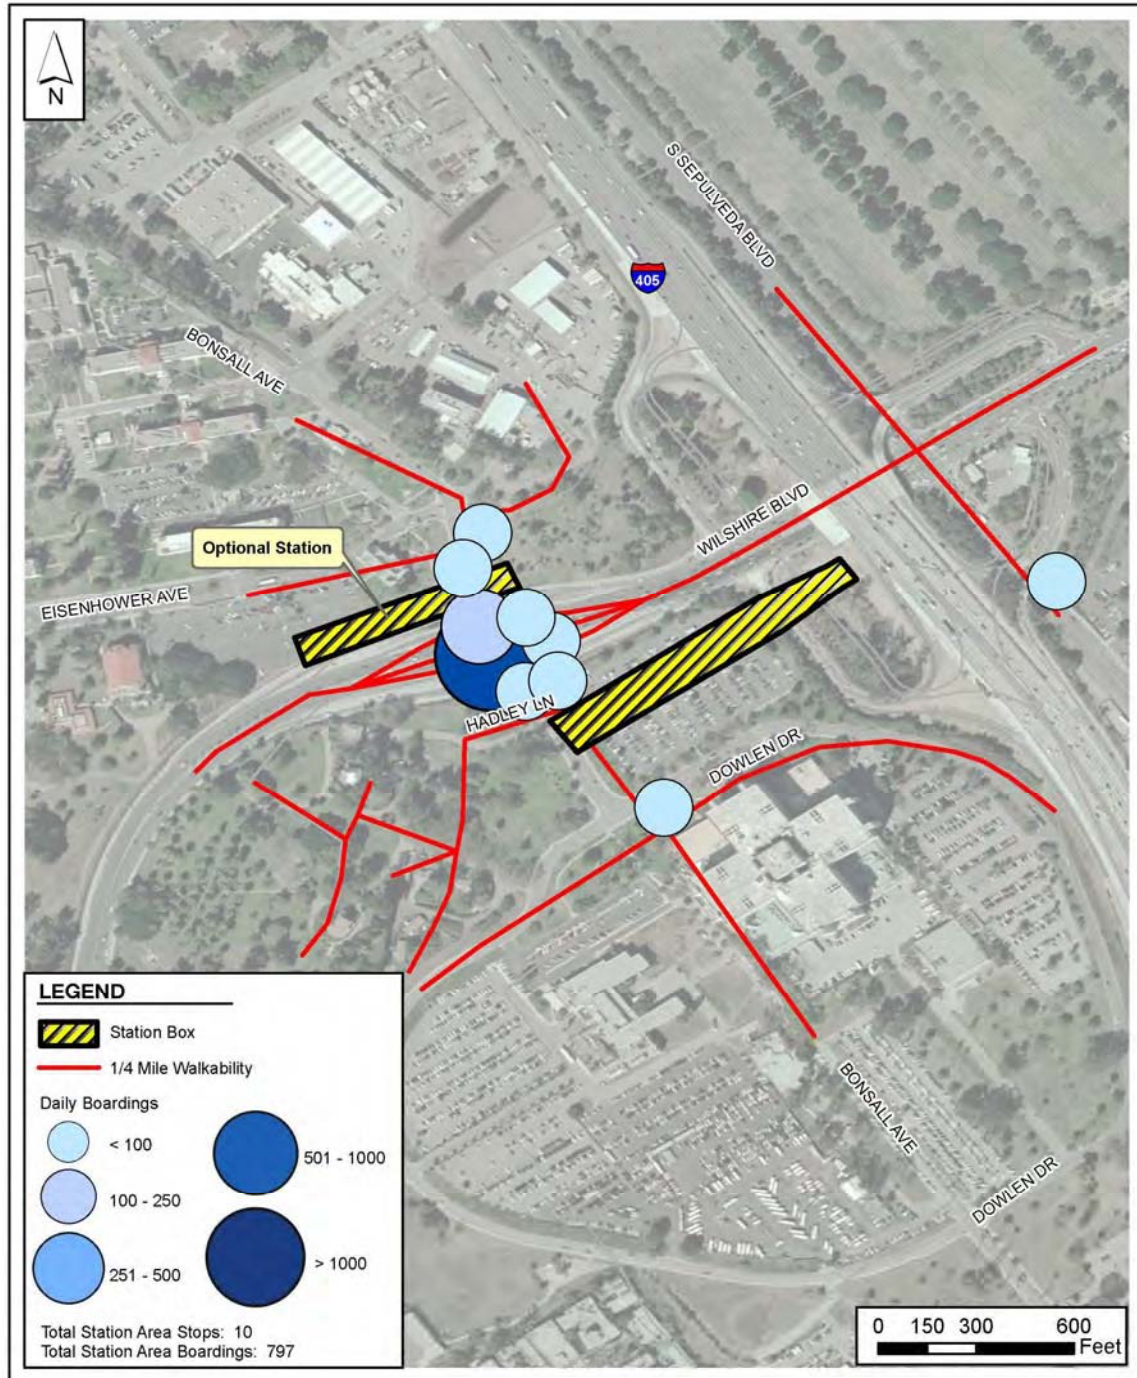 N
S SEPULVEDA BLVD
405
BONSALL AVE
WILSHIRE BLVD
Optional Station
EISENHOWER AVE
HADLEY LN
DOWLEN DR
BONSALL AVE
DOWLEN DR
LEGEND
Station Box
1/4 Mile Walkability
Daily Boardings
< 100
501 - 1000
100 - 250
251 - 500
> 1000
Total Station Area Stops: 10
Total Station Area Boardings: 797
0 150 300 600
Feet